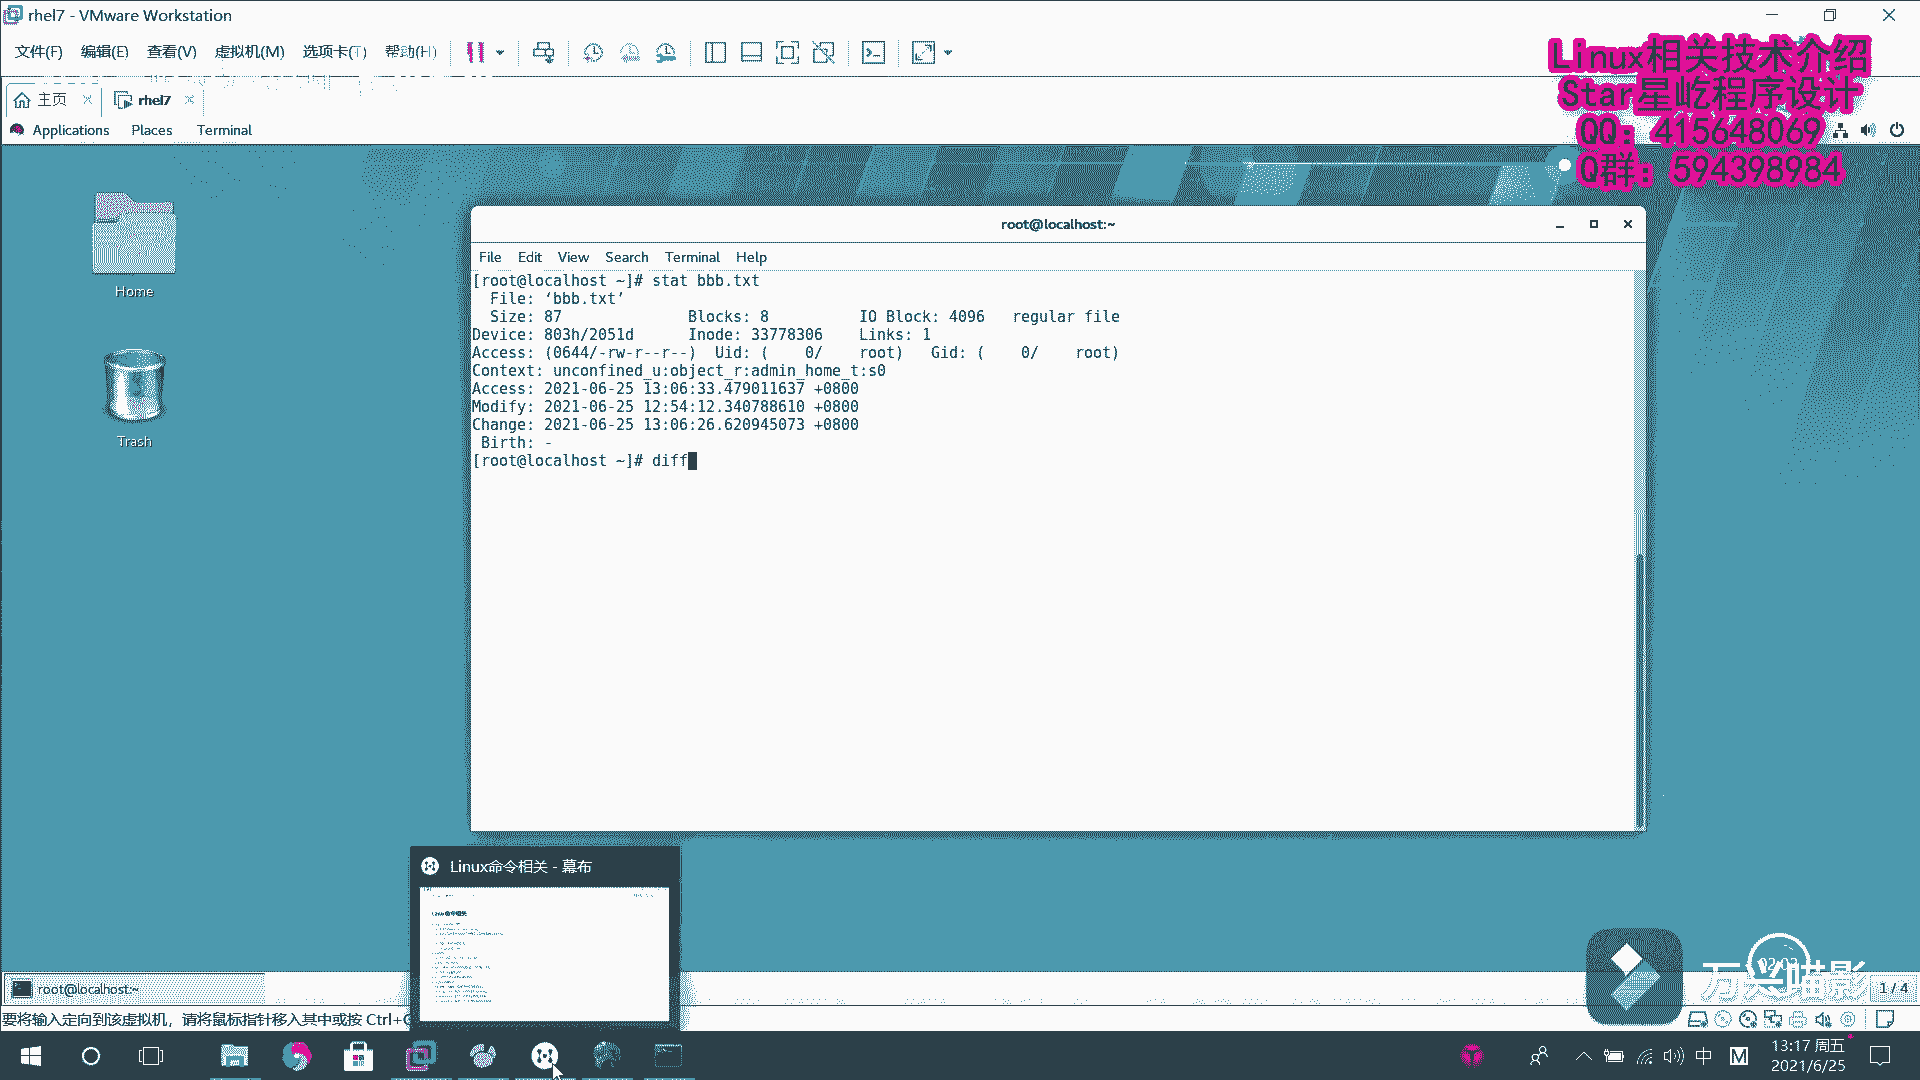 rhel7 - VMware Workstation
文件(F) 编辑(E) 查看(V) 虚拟机(M) 选项卡(T) 帮助(H)
Linux相关技术介绍
Star星屹程序设计
QQ：415648069
Q群：594398984
主页 rhel7
Applications Places Terminal
Home
Trash
root@localhost:~
File Edit View Search Terminal Help
[root@localhost ~]# stat bbb.txt
File: ‘bbb.txt’
Size: 87 Blocks: 8 IO Block: 4096 regular file
Device: 803h/2051d Inode: 33778306 Links: 1
Access: (0644/-rw-r--r--) Uid: ( 0/ root) Gid: ( 0/ root)
Context: unconfined_u:object_r:admin_home_t:s0
Access: 2021-06-25 13:06:33.479011637 +0800
Modify: 2021-06-25 12:54:12.340788610 +0800
Change: 2021-06-25 13:06:26.620945073 +0800
Birth: -
[root@localhost ~]# diff
Linux命令相关 - 幕布
Linux命令相关
万兴喵影
root@localhost:~
1 / 4
要将输入定向到该虚拟机，请将鼠标指针移入其中或按 Ctrl+G
中 M
13:17 周五
2021/6/25